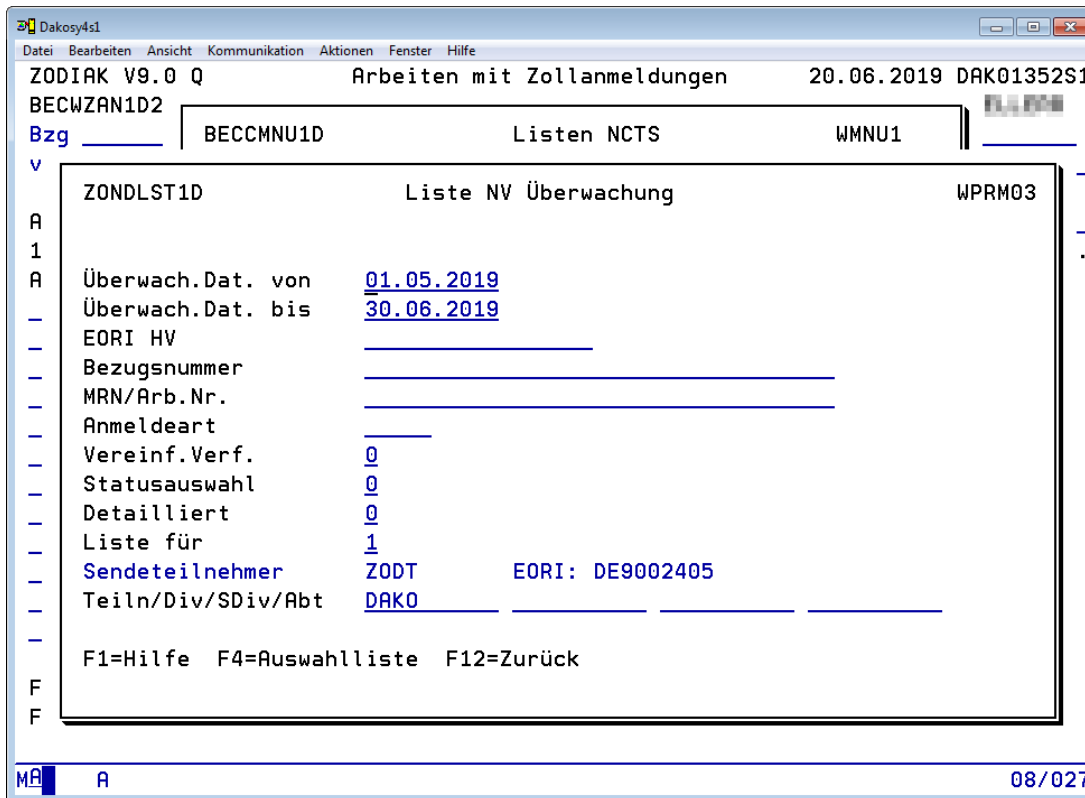 Dakosy4s1
Datei Bearbeiten Ansicht Kommunikation Aktionen Fenster Hilfe
ZODIAK V9.0 Q Arbeiten mit Zollanmeldungen 20.06.2019 DAK01352S1
BECWZAN1D2
Bzg BECCMNU1D Listen NCTS WMNU1
v
ZONDLST1D Liste NV Überwachung WPRM03
A
1
A Überwach.Dat. von 01.05.2019
Überwach.Dat. bis 30.06.2019
EORI HV
Bezugsnummer
MRN/Arb.Nr.
Anmeldeart
Vereinf.Verf. 0
Statusauswahl 0
Detailliert 0
Liste für 1
Sendeteilnehmer ZODT EORI: DE9002405
Teiln/Div/SDiv/Abt DAKO
F1=Hilfe F4=Auswahlliste F12=Zurück
F
F
MA A 08/027